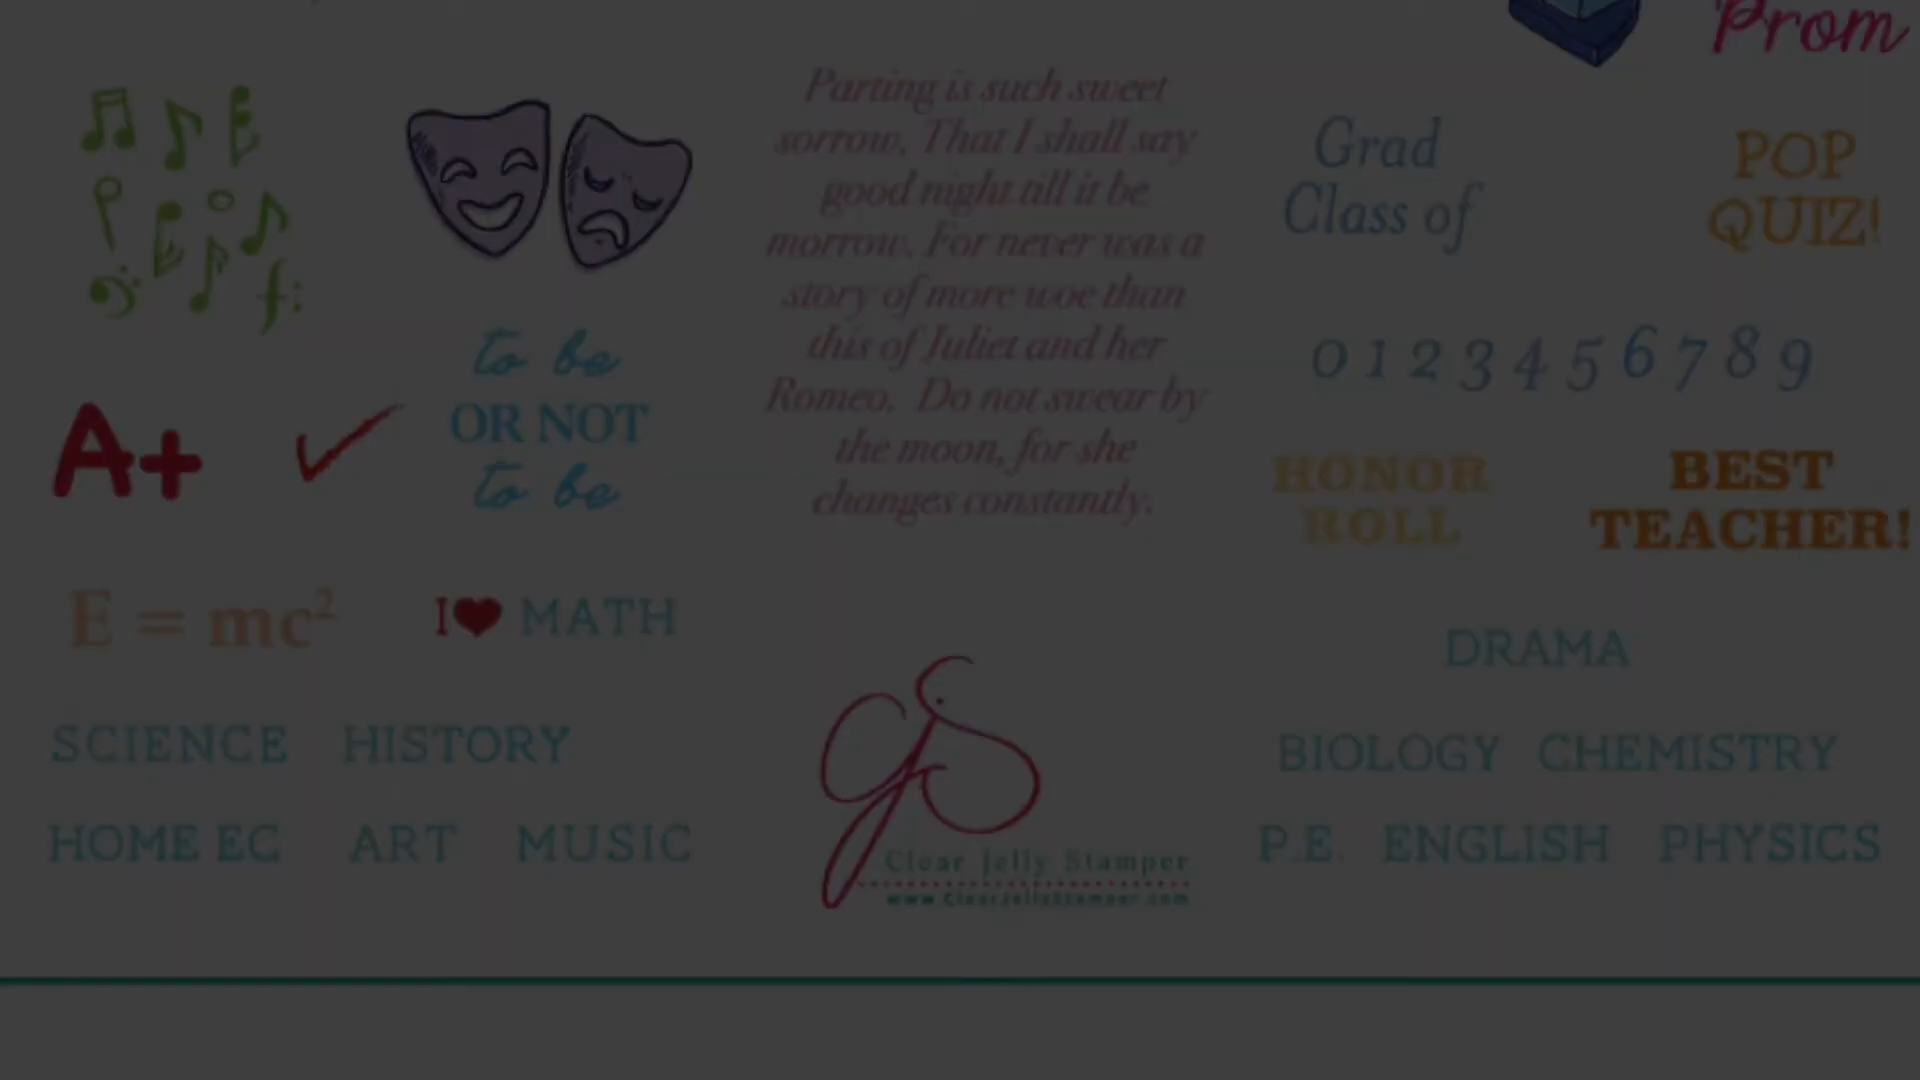 Prom
Parting is such sweet
sorrow, That I shall say
good night till it be
morrow. For never was a
story of more woe than
this of Juliet and her
Romeo. Do not swear by
the moon, for she
changes constantly.
Grad
Class of
POP
QUIZ!
to be
OR NOT
to be
0 1 2 3 4 5 6 7 8 9
A+
HONOR
ROLL
BEST
TEACHER!
E = mc²
I ♥ MATH
DRAMA
SCIENCE HISTORY
BIOLOGY CHEMISTRY
HOME EC ART MUSIC
P.E. ENGLISH PHYSICS
Clear Jelly Stamper
www.ClearJellyStamper.com